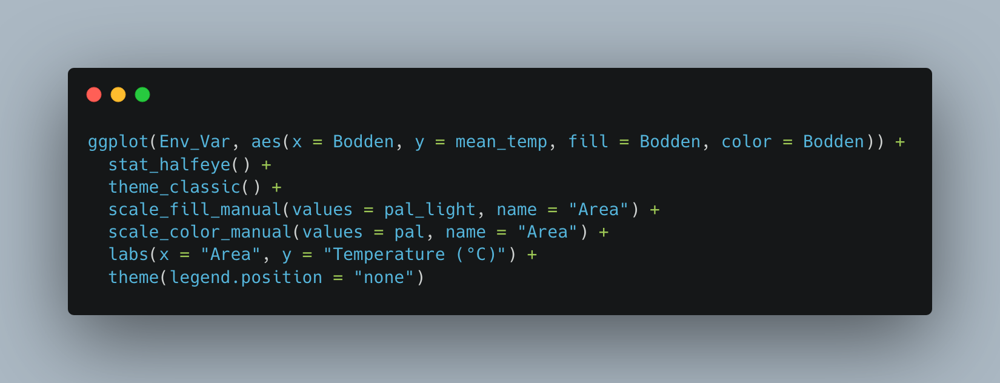 ggplot(Env_Var, aes(x = Bodden, y = mean_temp, fill = Bodden, color = Bodden)) +
  stat_halfeye() +
  theme_classic() +
  scale_fill_manual(values = pal_light, name = "Area") +
  scale_color_manual(values = pal, name = "Area") +
  labs(x = "Area", y = "Temperature (°C)") +
  theme(legend.position = "none")